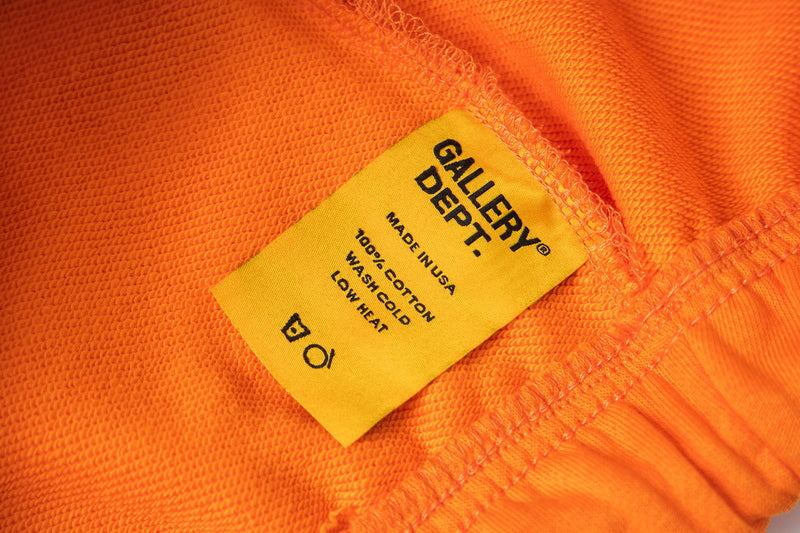 GALLERY®
DEPT.
MADE IN USA
100% COTTON
WASH COLD
LOW HEAT